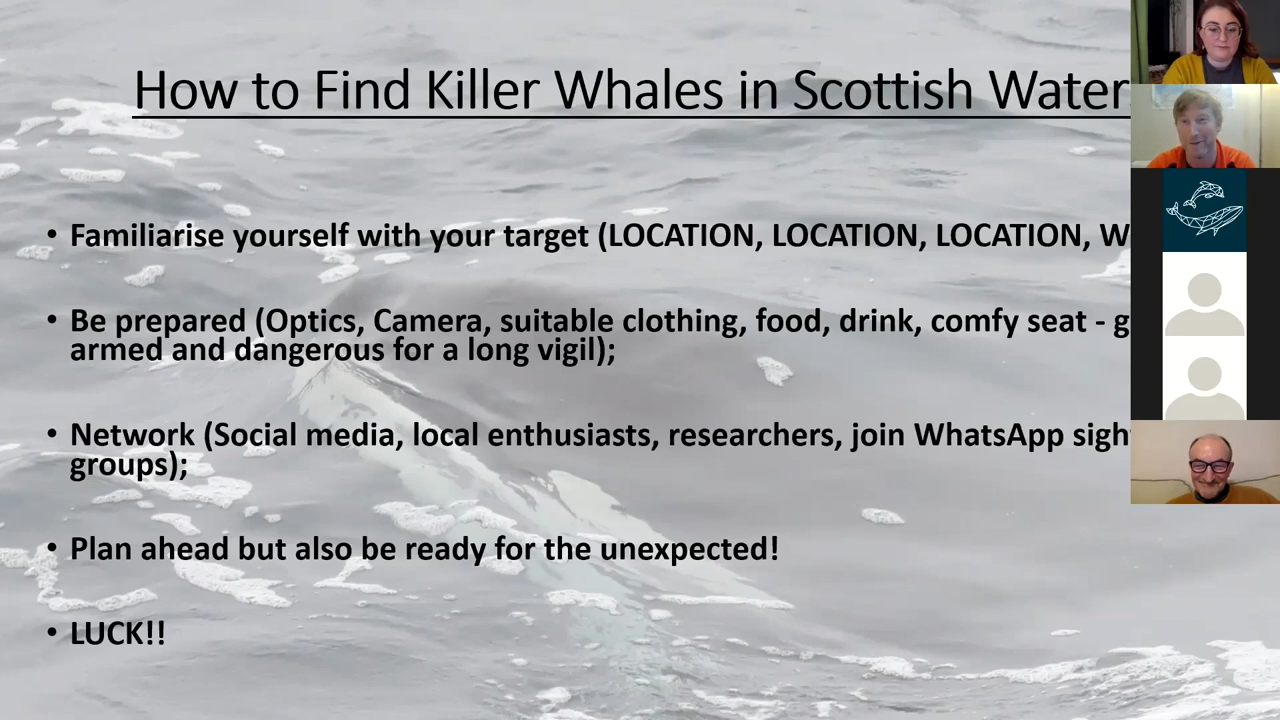 How to Find Killer Whales in Scottish Water
• Familiarise yourself with your target (LOCATION, LOCATION, LOCATION,
• Be prepared (Optics, Camera, suitable clothing, food, drink, comfy seat -
armed and dangerous for a long vigil);
• Network (Social media, local enthusiasts, researchers, join WhatsApp
groups);
• Plan ahead but also be ready for the unexpected!
• LUCK!!